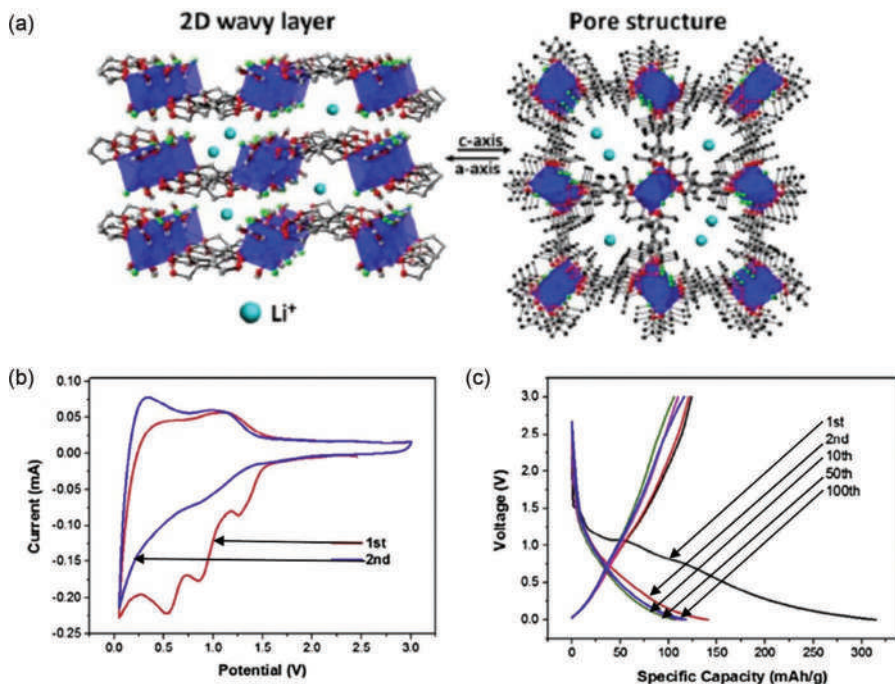 (a)
2D wavy layer
Pore structure
c-axis
a-axis
Li⁺
(b)
0.10
0.05
0.00
-0.05
-0.10
-0.15
-0.20
-0.25
Current (mA)
1st
2nd
0.0 0.5 1.0 1.5 2.0 2.5 3.0
Potential (V)
(c)
3.0
2.5
2.0
1.5
1.0
0.5
0.0
Voltage (V)
1st
2nd
10th
50th
100th
0 50 100 150 200 250 300
Specific Capacity (mAh/g)